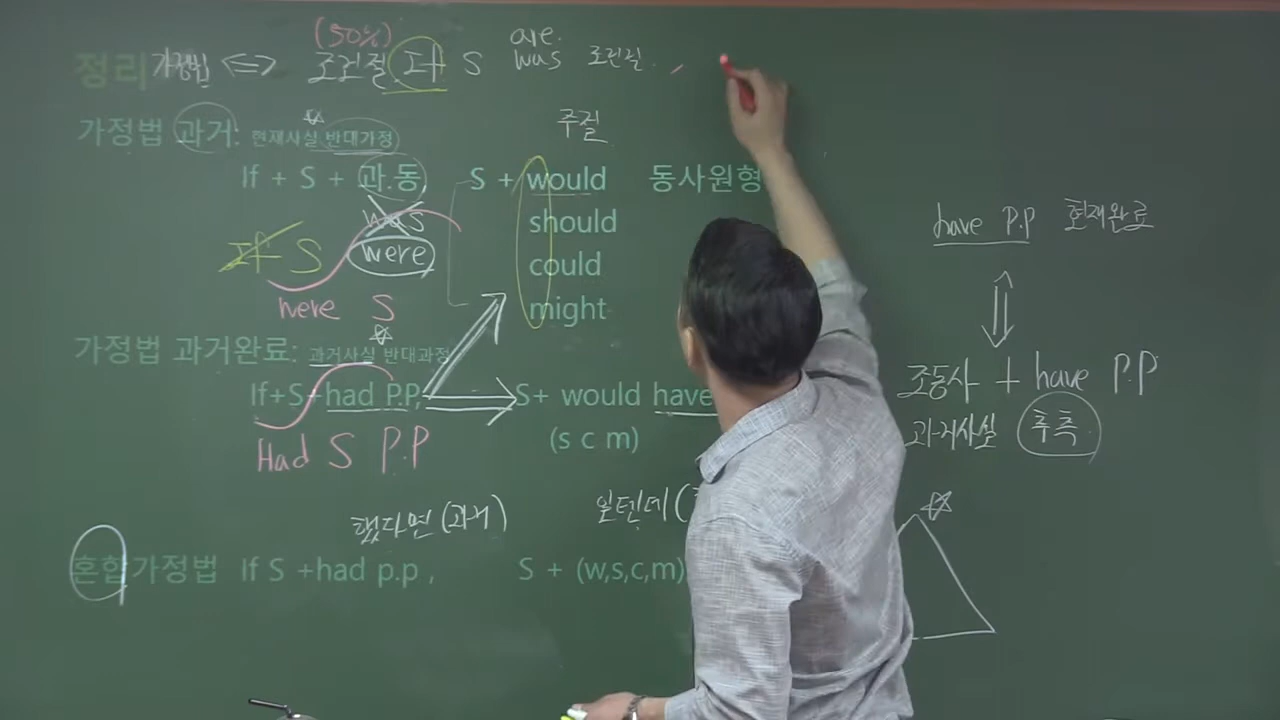 (50%)
are.
정리 가정법 ⇔ 조건절 과 S was 조건절
가정법 과거: 현재사실 반대가정
주절
If + S + 과.동 S + would 동사원형
was should
If S were could
were S might
have P.P 현재완료
가정법 과거완료: 과거사실 반대과정
조동사 + have P.P
If+S+had P.P, S+ would have
과거사실 추측
Had S P.P (s c m)
했다면 (과거) 일텐데 (
혼합가정법 If S +had p.p , S + (w,s,c,m)